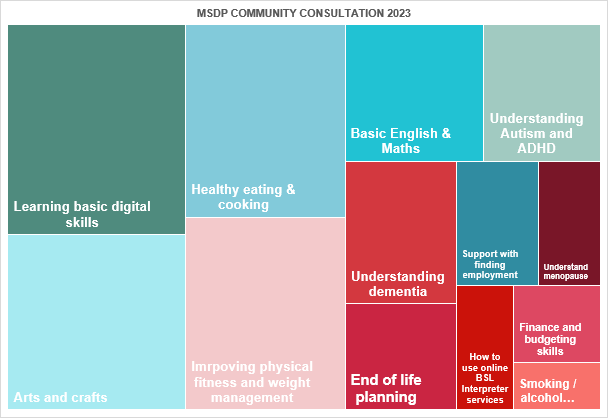 MSDP COMMUNITY CONSULTATION 2023
Learning basic digital
skills
Arts and crafts
Healthy eating &
cooking
Imrpoving physical
fitness and weight
management
Basic English &
Maths
Understanding
Autism and
ADHD
Understanding
dementia
End of life
planning
Support with
finding
employment
Understand
menopause
How to
use online
BSL
Interpreter
services
Finance and
budgeting
skills
Smoking /
alcohol…